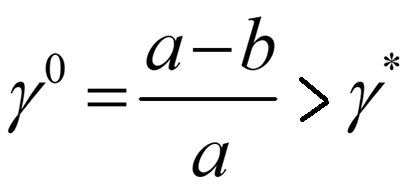 γ⁰ = (a − b) / a > γ*